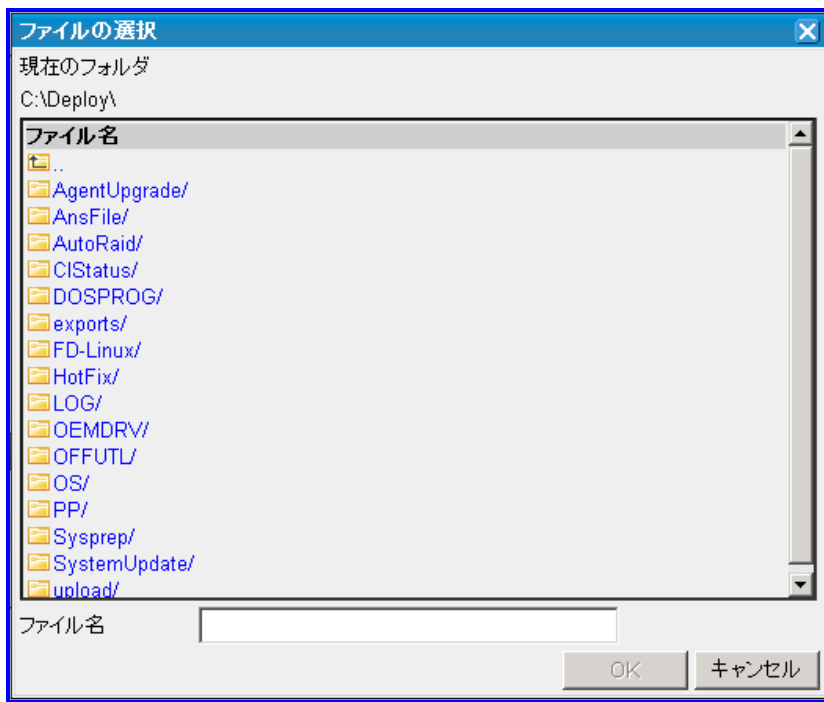 ファイルの選択
現在のフォルダ
C:\Deploy\
ファイル名
..
AgentUpgrade/
AnsFile/
AutoRaid/
CIStatus/
DOSPROG/
exports/
FD-Linux/
HotFix/
LOG/
OEMDRV/
OFFUTL/
OS/
PP/
Sysprep/
SystemUpdate/
upload/
ファイル名
OK キャンセル